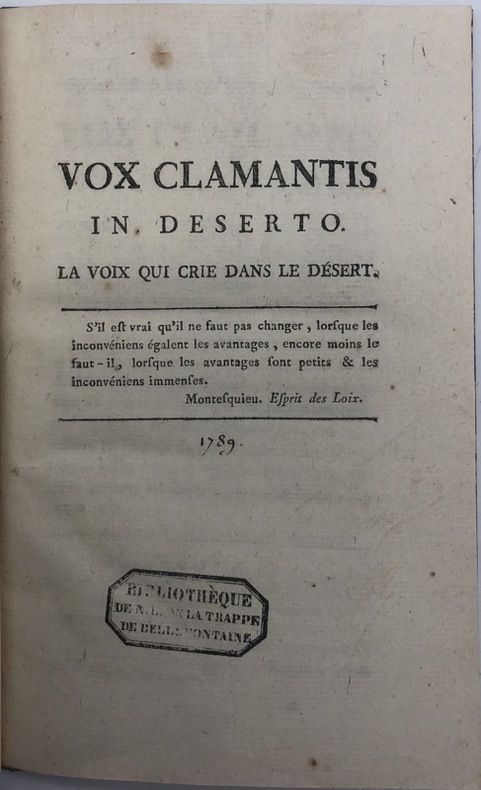 VOX CLAMANTIS
IN DESERTO.
LA VOIX QUI CRIE DANS LE DÉSERT.
S'il eſt vrai qu'il ne faut pas changer, lorſque les
inconvéniens égalent les avantages, encore moins le
faut-il, lorſque les avantages ſont petits & les
inconvéniens immenſes.
Monteſquieu. Eſprit des Loix.
1789.
BIBLIOTHÈQUE
DE N. LA TRAPPE
DE BELLEFONTAINE